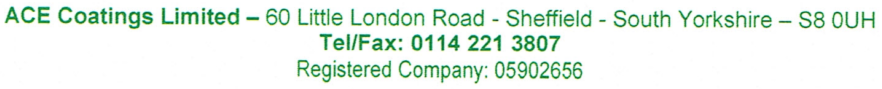 ACE Coatings Limited – 60 Little London Road - Sheffield - South Yorkshire – S8 0UH
Tel/Fax: 0114 221 3807
Registered Company: 05902656